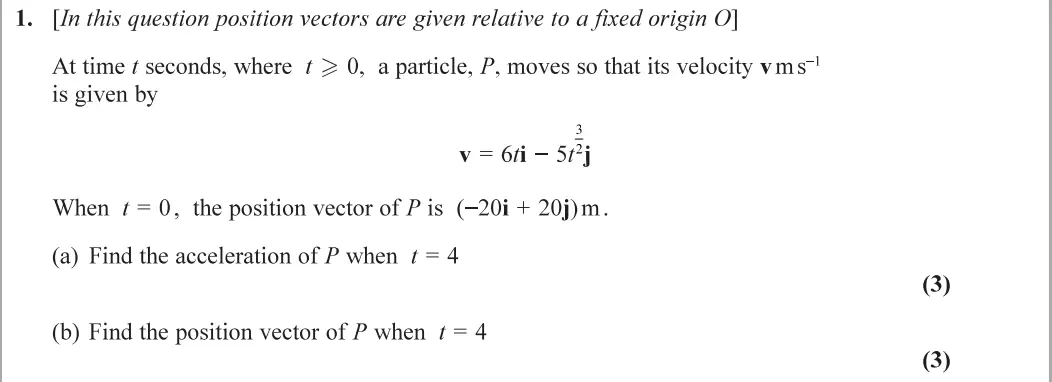 1. [In this question position vectors are given relative to a fixed origin O]
At time t seconds, where t ⩾ 0, a particle, P, moves so that its velocity v m s⁻¹
is given by
v = 6ti − 5t^(3/2)j
When t = 0, the position vector of P is (−20i + 20j) m.
(a) Find the acceleration of P when t = 4
(3)
(b) Find the position vector of P when t = 4
(3)